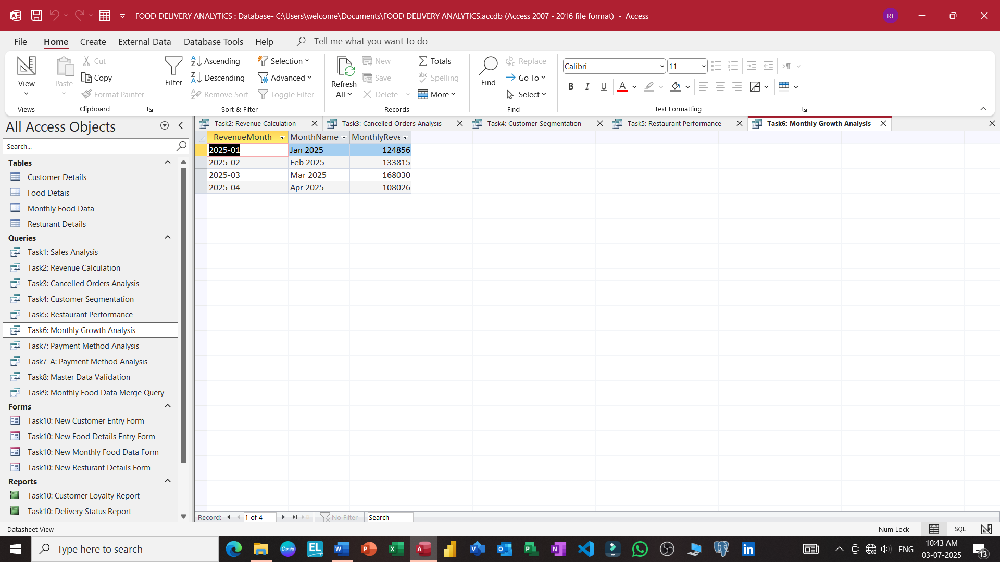 FOOD DELIVERY ANALYTICS : Database- C:\Users\welcome\Documents\FOOD DELIVERY ANALYTICS.accdb (Access 2007 - 2016 file format) - Access
RT
File Home Create External Data Database Tools Help Tell me what you want to do
View
Views
Paste
Cut
Copy
Format Painter
Clipboard
Filter
Ascending
Descending
Remove Sort
Selection
Advanced
Toggle Filter
Sort & Filter
Refresh
All
New
Save
Delete
Totals
Spelling
More
Records
Find
Replace
Go To
Select
Find
Calibri
11
B I U A
Text Formatting
All Access Objects
Search...
Tables
Customer Details
Food Detais
Monthly Food Data
Resturant Details
Queries
Task1: Sales Analysis
Task2: Revenue Calculation
Task3: Cancelled Orders Analysis
Task4: Customer Segmentation
Task5: Restaurant Performance
Task6: Monthly Growth Analysis
Task7: Payment Method Analysis
Task7_A: Payment Method Analysis
Task8: Master Data Validation
Task9: Monthly Food Data Merge Query
Forms
Task10: New Customer Entry Form
Task10: New Food Details Entry Form
Task10: New Monthly Food Data Form
Task10: New Resturant Details Form
Reports
Task10: Customer Loyalty Report
Task10: Delivery Status Report
Task2: Revenue Calculation
Task3: Cancelled Orders Analysis
Task4: Customer Segmentation
Task5: Restaurant Performance
Task6: Monthly Growth Analysis
RevenueMonth MonthName MonthlyReve
2025-01 Jan 2025 124856
2025-02 Feb 2025 133815
2025-03 Mar 2025 168030
2025-04 Apr 2025 108026
Record: 1 of 4 No Filter Search
Datasheet View
Num Lock
SQL
Type here to search
Canva
EL
ENG
10:43 AM
03-07-2025
13